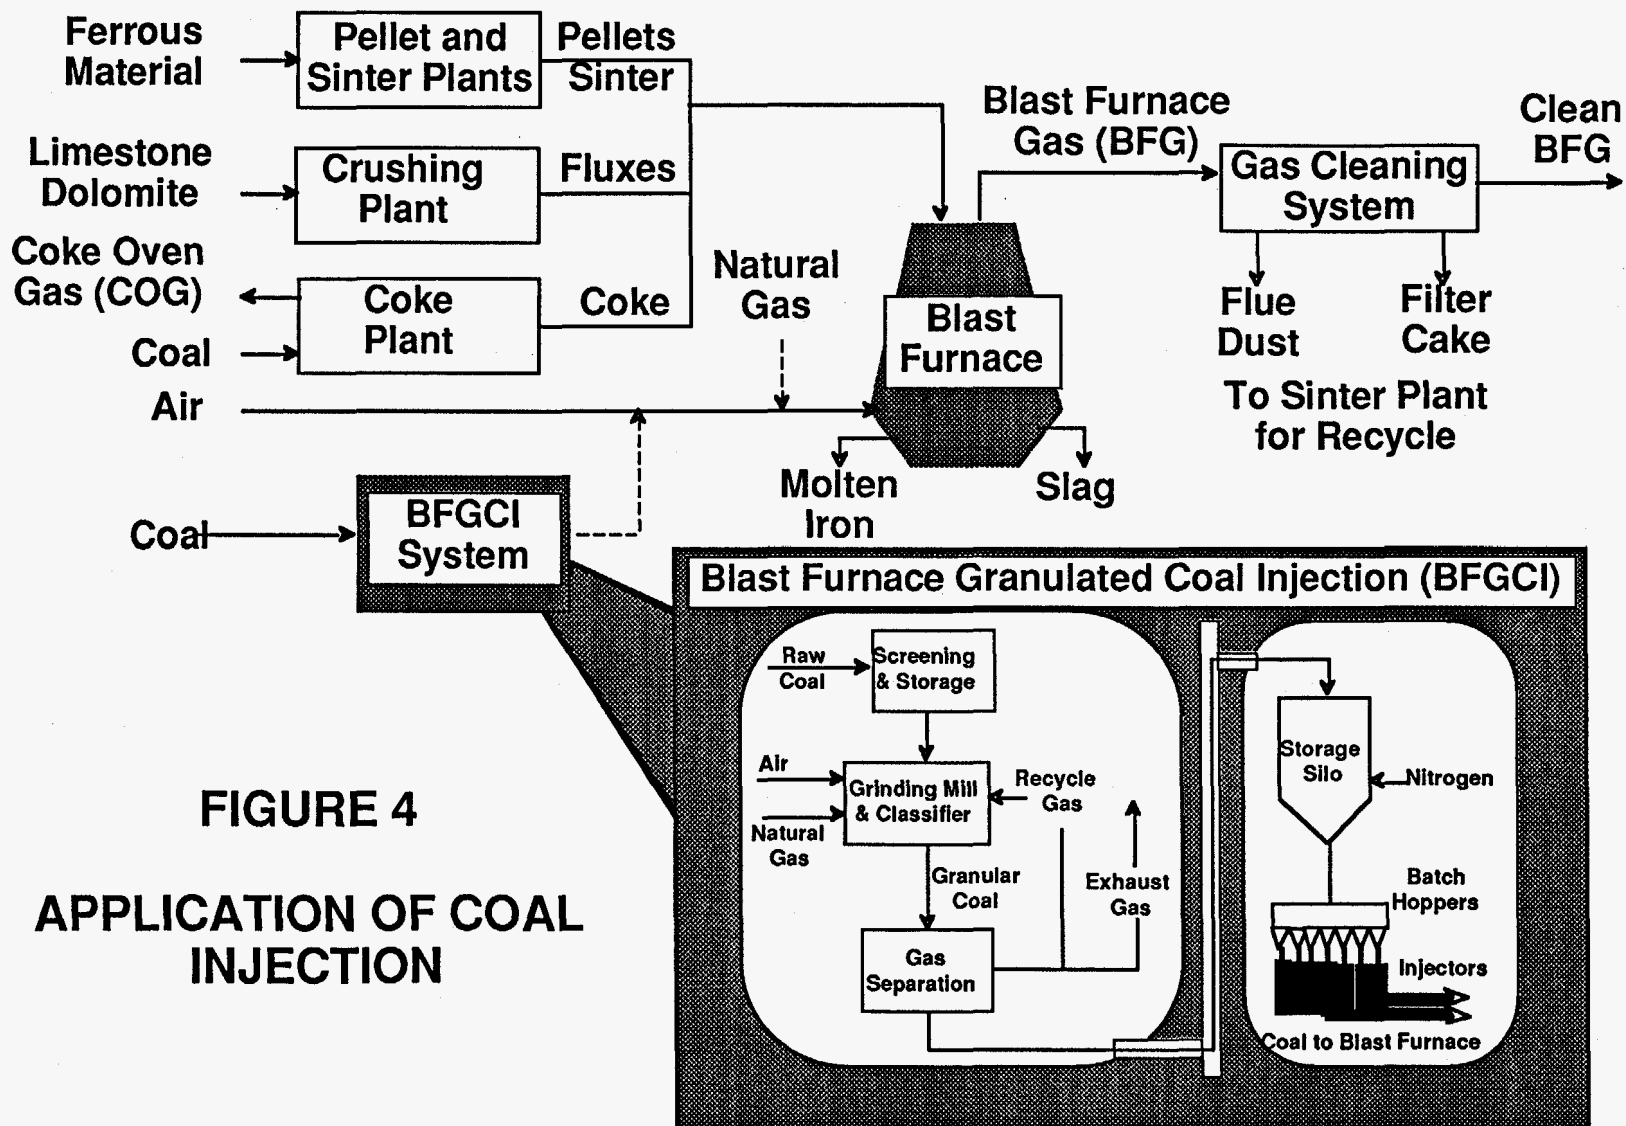 Ferrous
Material
Pellet and
Sinter Plants
Pellets
Sinter
Limestone
Dolomite
Crushing
Plant
Fluxes
Coke Oven
Gas (COG)
Coal
Coke
Plant
Coke
Air
Natural
Gas
Blast
Furnace
Blast Furnace
Gas (BFG)
Gas Cleaning
System
Clean
BFG
Flue
Dust
Filter
Cake
To Sinter Plant
for Recycle
Molten
Iron
Slag
Coal
BFGCI
System
Blast Furnace Granulated Coal Injection (BFGCI)
Raw
Coal
Screening
& Storage
Air
Natural
Gas
Grinding Mill
& Classifier
Recycle
Gas
Granular
Coal
Exhaust
Gas
Gas
Separation
Storage
Silo
Nitrogen
Batch
Hoppers
Injectors
Coal to Blast Furnace
FIGURE 4
APPLICATION OF COAL
INJECTION